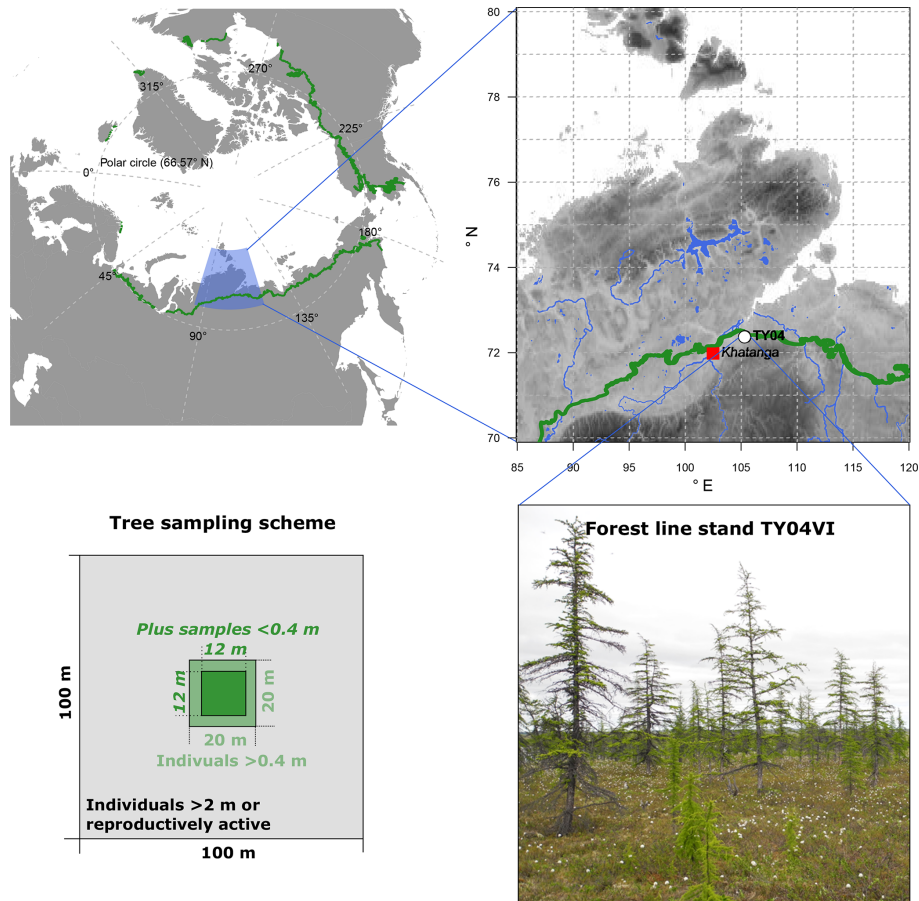 270°
315°
225°
Polar circle (66.57° N)
0°
180°
45°
135°
90°
80
78
76
74
72
70
° N
TY04
Khatanga
85
90
95
100
105
110
115
120
° E
Tree sampling scheme
Plus samples <0.4 m
12 m
12 m
20 m
20 m
Indivuals >0.4 m
100 m
Individuals >2 m or
reproductively active
100 m
Forest line stand TY04VI